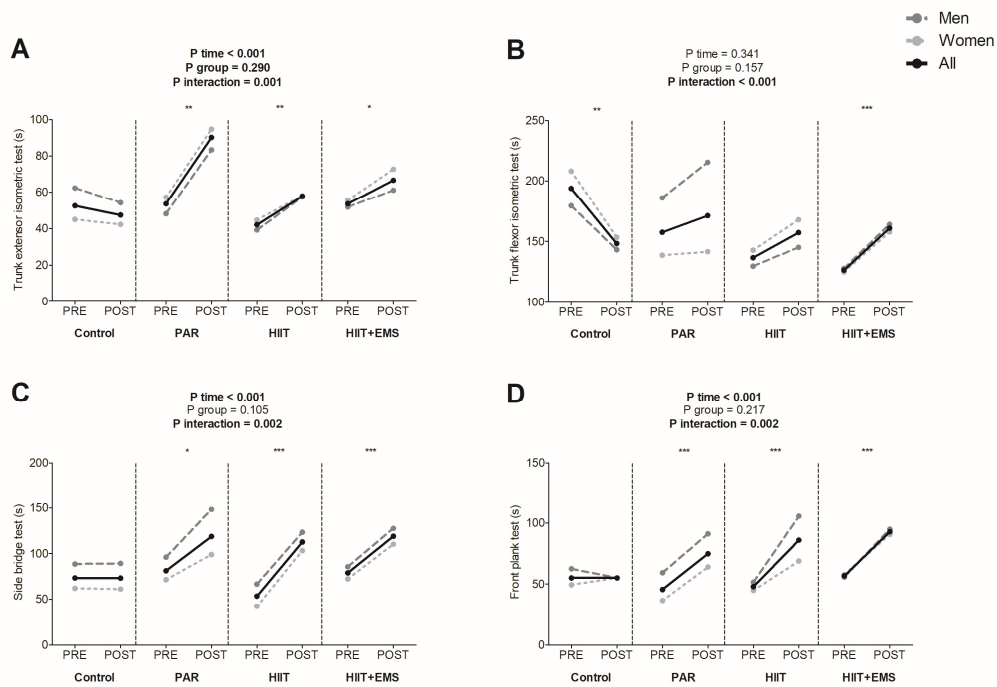 Men
Women
All
A
P time < 0.001
P group = 0.290
P interaction = 0.001
** ** *
Trunk extensor isometric test (s)
100
80
60
40
20
0
PRE POST PRE POST PRE POST PRE POST
Control PAR HIIT HIIT+EMS
B
P time = 0.341
P group = 0.157
P interaction < 0.001
** ***
Trunk flexor isometric test (s)
250
200
150
100
PRE POST PRE POST PRE POST PRE POST
Control PAR HIIT HIIT+EMS
C
P time < 0.001
P group = 0.105
P interaction = 0.002
* *** ***
Side bridge test (s)
200
150
100
50
0
PRE POST PRE POST PRE POST PRE POST
Control PAR HIIT HIIT+EMS
D
P time < 0.001
P group = 0.217
P interaction = 0.002
*** *** ***
Front plank test (s)
150
100
50
0
PRE POST PRE POST PRE POST PRE POST
Control PAR HIIT HIIT+EMS